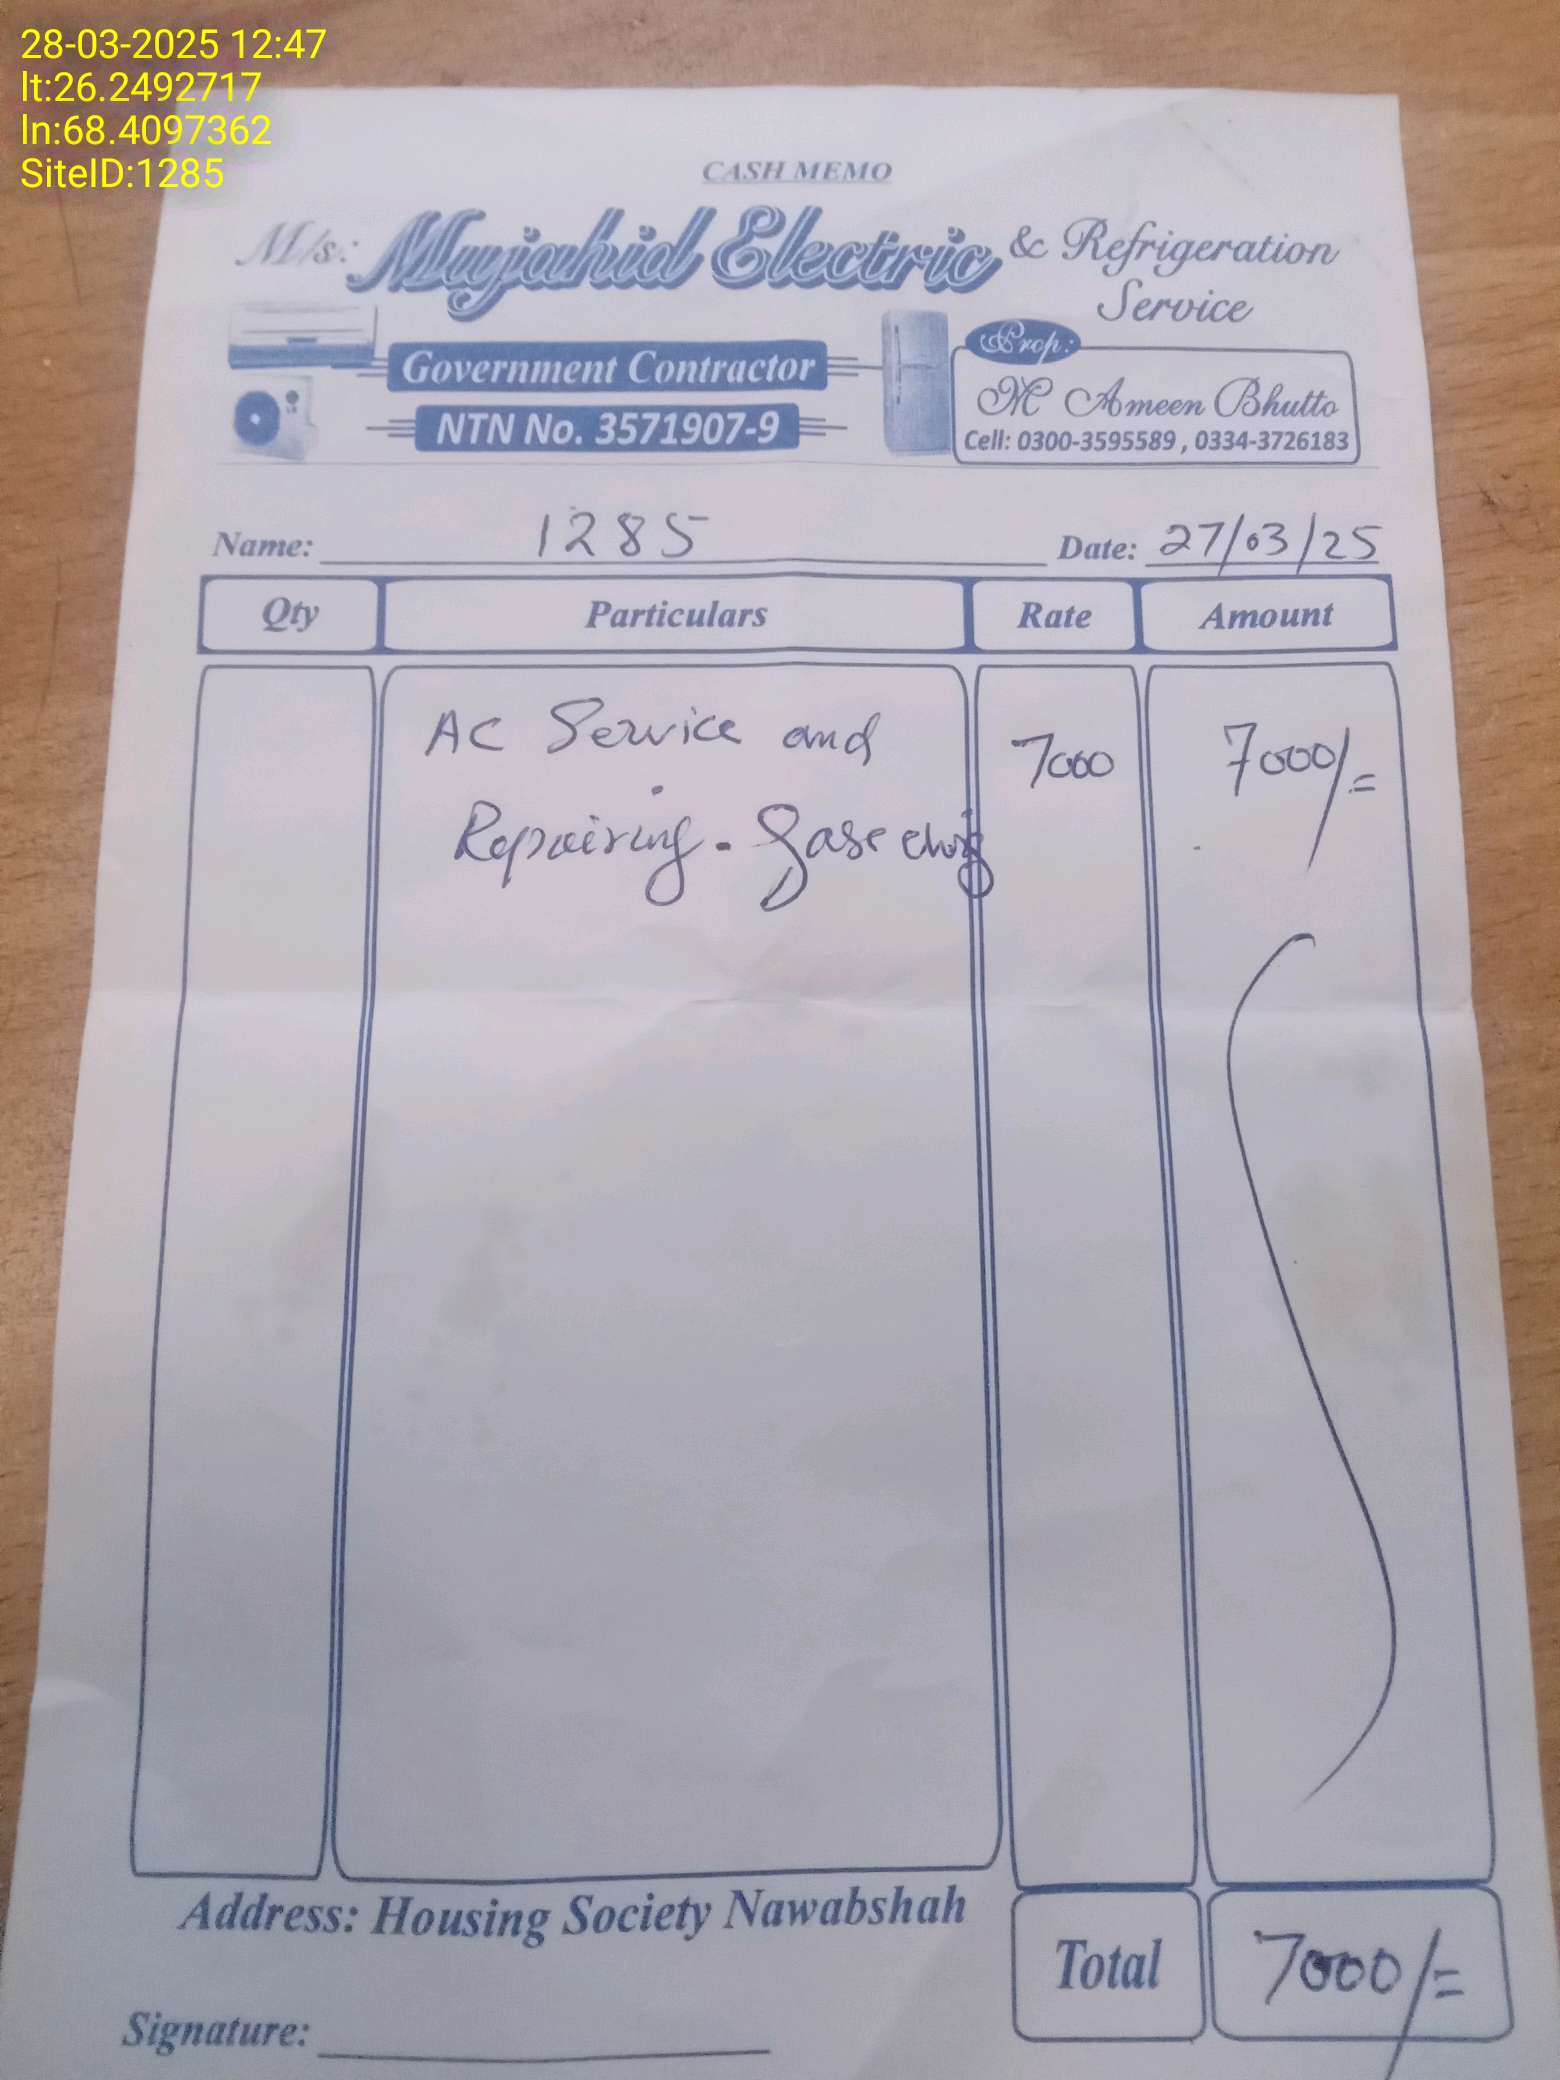 28-03-2025 12:47
lt:26.2492717
ln:68.4097362
SiteID:1285
CASH MEMO
M/s: Mujahid Electric & Refrigeration
Service
Government Contractor
NTN No. 3571907-9
Prop:
M Ameen Bhutto
Cell: 0300-3595589 , 0334-3726183
Name: 1285 Date: 27/03/25
Qty Particulars Rate Amount
AC Service and 7000 7000/=
Repairing. Gase
Address: Housing Society Nawabshah
Total 7000/=
Signature: